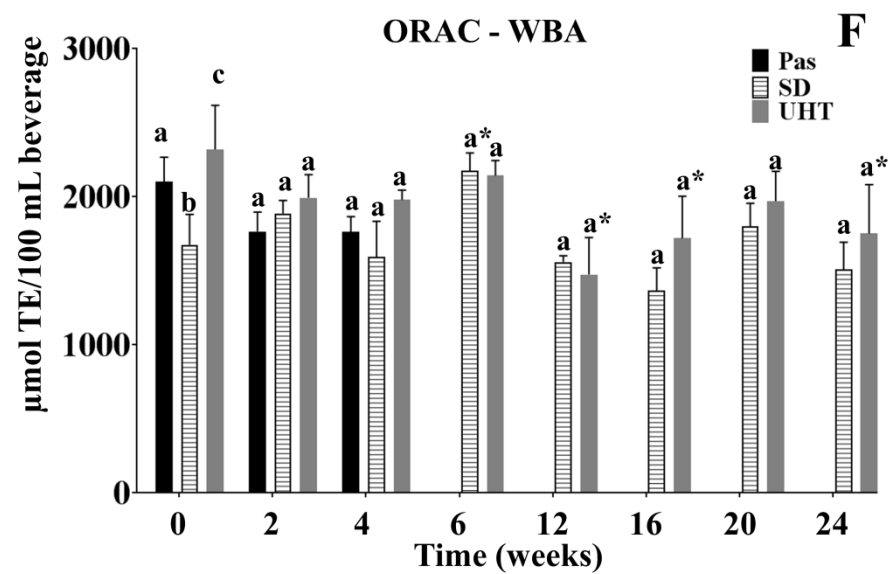 ORAC - WBA
F
Pas
SD
UHT
µmol TE/100 mL beverage
3000
2000
1000
0
a b c
a a a
a a a
a* a
a a*
a a*
a a
a a*
0 2 4 6 12 16 20 24
Time (weeks)